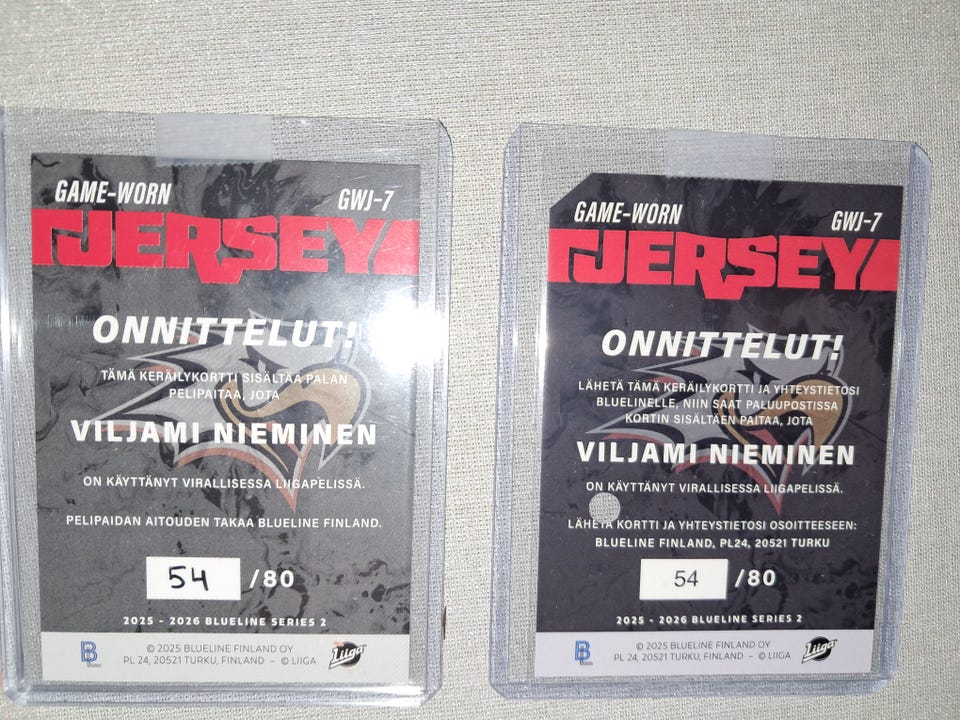 GAME-WORN
GWJ-7
JERSEY
ONNITTELUT!
TÄMÄ KERÄILYKORTTI SISÄLTÄÄ PALAN
PELIPAITAA, JOTA
VILJAMI NIEMINEN
ON KÄYTTÄNYT VIRALLISESSA LIIGAPELISSÄ.
PELIPAIDAN AITOUDEN TAKAA BLUELINE FINLAND.
54 /80
2025 - 2026 BLUELINE SERIES 2
BL
© 2025 BLUELINE FINLAND OY
PL 24, 20521 TURKU, FINLAND - © LIIGA
Liiga
GAME-WORN
GWJ-7
JERSEY
ONNITTELUT!
LÄHETÄ TÄMÄ KERÄILYKORTTI JA YHTEYSTIETOSI
BLUELINELLE, NIIN SAAT PALUUPOSTISSA
KORTIN SISÄLTÄEN PAITAA, JOTA
VILJAMI NIEMINEN
ON KÄYTTÄNYT VIRALLISESSA LIIGAPELISSÄ.
LÄHETÄ KORTTI JA YHTEYSTIETOSI OSOITTEESEEN:
BLUELINE FINLAND, PL24, 20521 TURKU
54 /80
2025 - 2026 BLUELINE SERIES 2
BL
© 2025 BLUELINE FINLAND OY
PL 24, 20521 TURKU, FINLAND - © LIIGA
Liiga